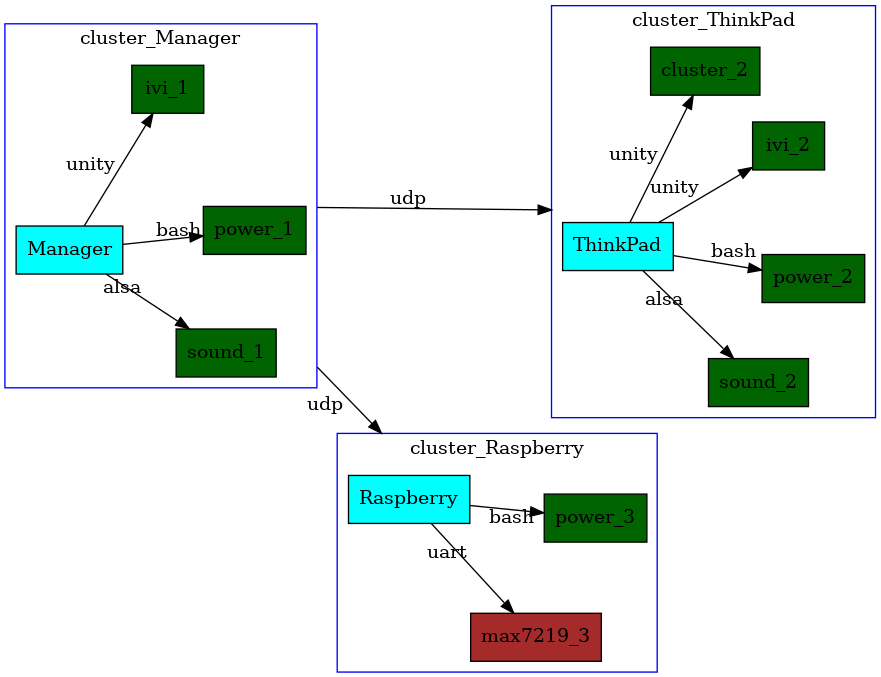 cluster_Manager
ivi_1
unity
power_1
bash
Manager
alsa
sound_1
udp
udp
cluster_ThinkPad
cluster_2
unity
ivi_2
unity
ThinkPad
bash
power_2
alsa
sound_2
cluster_Raspberry
Raspberry
bash
power_3
uart
max7219_3